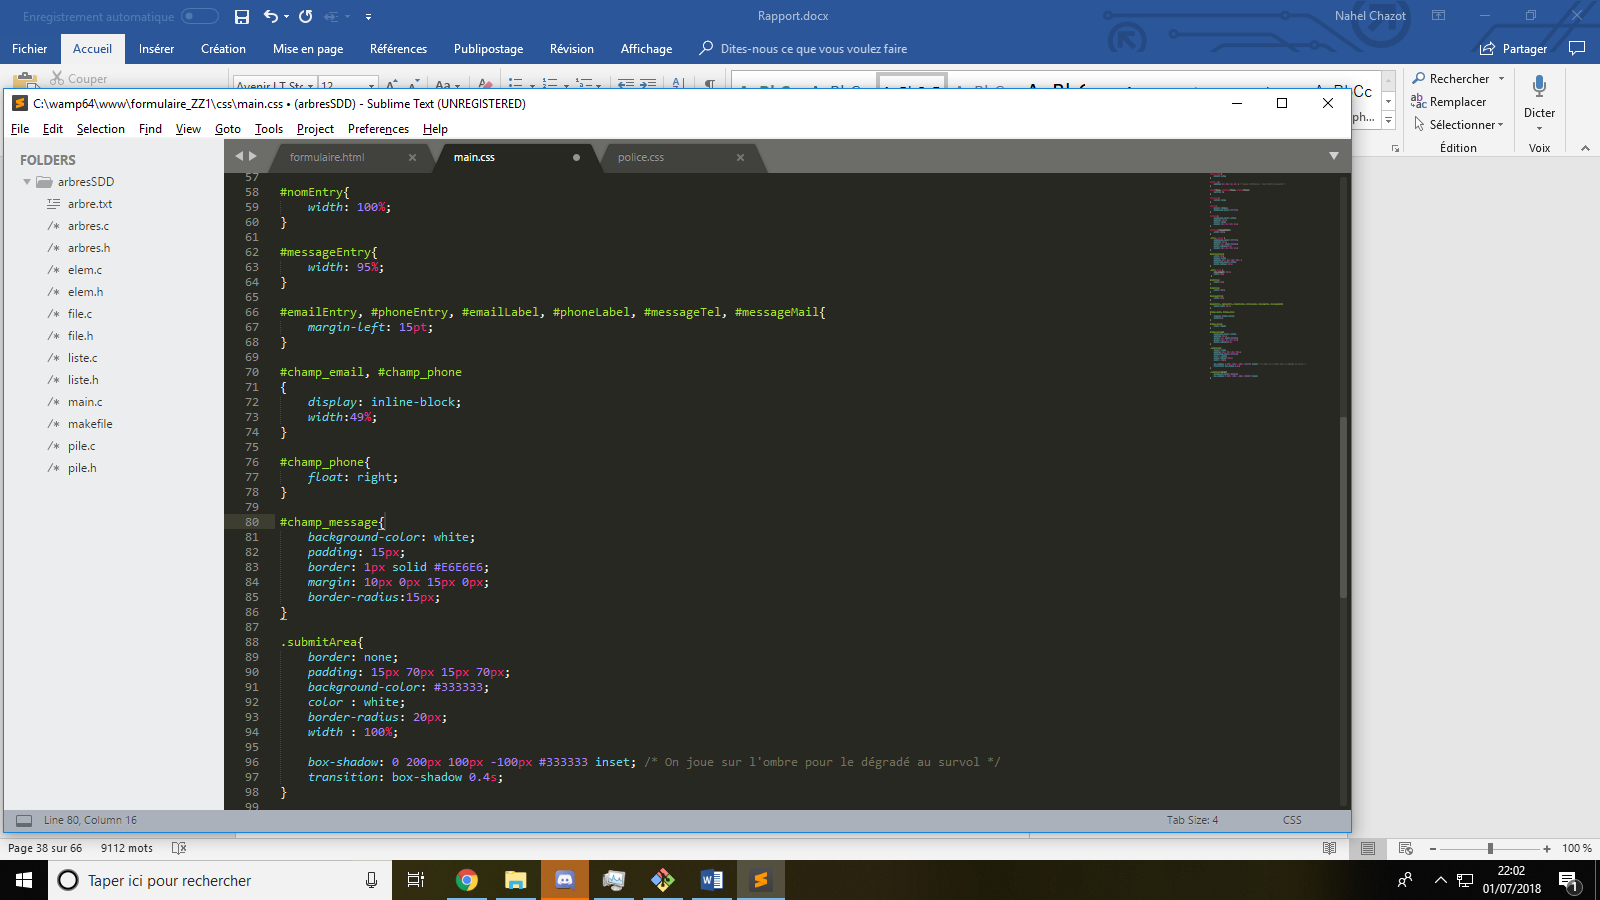 Enregistrement automatique
Rapport.docx
Nahel Chazot
Fichier Accueil Insérer Création Mise en page Références Publipostage Révision Affichage Dites-nous ce que vous voulez faire Partager
Couper
Rechercher
Remplacer
Sélectionner
Édition
Dicter
Voix
C:\wamp64\www\formulaire_ZZ1\css\main.css • (arbresSDD) - Sublime Text (UNREGISTERED)
File Edit Selection Find View Goto Tools Project Preferences Help
FOLDERS
arbresSDD
arbre.txt
arbres.c
arbres.h
elem.c
elem.h
file.c
file.h
liste.c
liste.h
main.c
makefile
pile.c
pile.h
formulaire.html main.css police.css
57
58 #nomEntry{
59 width: 100%;
60 }
61
62 #messageEntry{
63 width: 95%;
64 }
65
66 #emailEntry, #phoneEntry, #emailLabel, #phoneLabel, #messageTel, #messageMail{
67 margin-left: 15pt;
68 }
69
70 #champ_email, #champ_phone
71 {
72 display: inline-block;
73 width:49%;
74 }
75
76 #champ_phone{
77 float: right;
78 }
79
80 #champ_message{
81 background-color: white;
82 padding: 15px;
83 border: 1px solid #E6E6E6;
84 margin: 10px 0px 15px 0px;
85 border-radius:15px;
86 }
87
88 .submitArea{
89 border: none;
90 padding: 15px 70px 15px 70px;
91 background-color: #333333;
92 color : white;
93 border-radius: 20px;
94 width : 100%;
95
96 box-shadow: 0 200px 100px -100px #333333 inset; /* On joue sur l'ombre pour le dégradé au survol */
97 transition: box-shadow 0.4s;
98 }
99
Line 80, Column 16
Tab Size: 4
CSS
Page 38 sur 66 9112 mots
100 %
Taper ici pour rechercher
22:02
01/07/2018
1